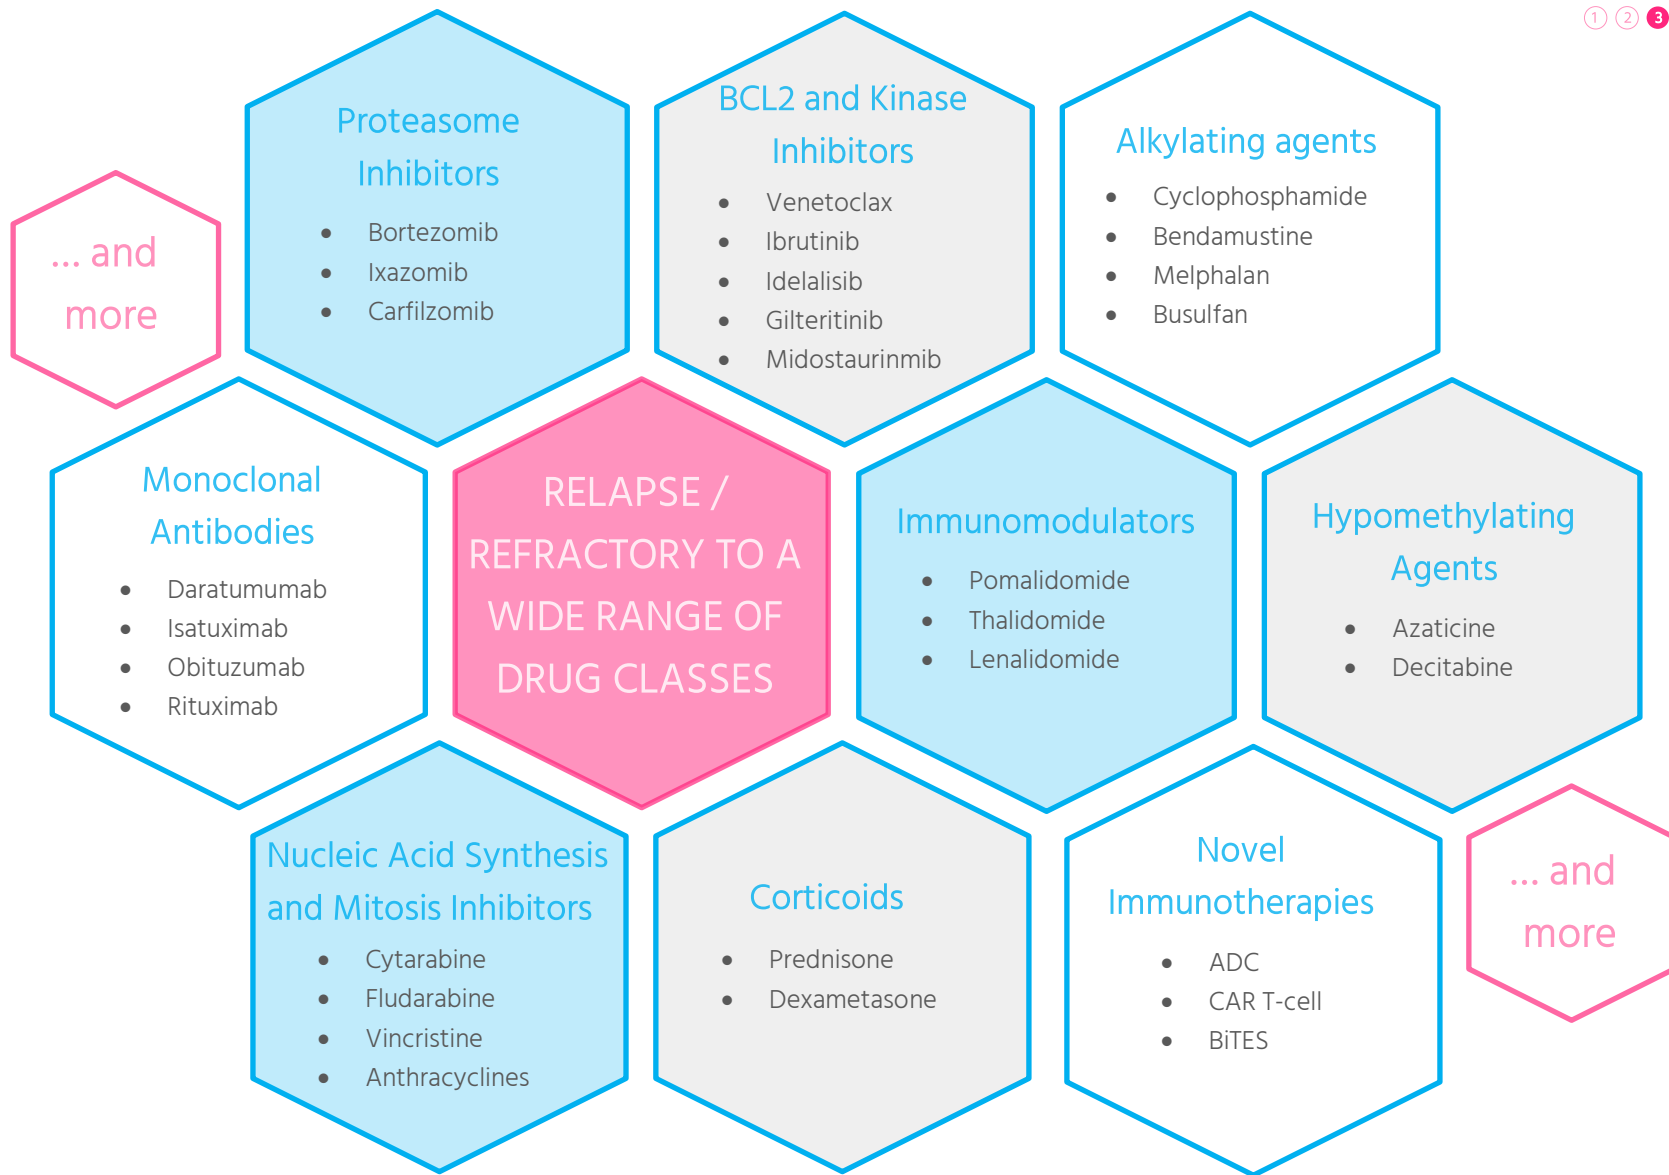 1 2 3
Proteasome
Inhibitors
• Bortezomib
• Ixazomib
• Carfilzomib
BCL2 and Kinase
Inhibitors
• Venetoclax
• Ibrutinib
• Idelalisib
• Gilteritinib
• Midostaurinmib
Alkylating agents
• Cyclophosphamide
• Bendamustine
• Melphalan
• Busulfan
... and
more
Monoclonal
Antibodies
• Daratumumab
• Isatuximab
• Obituzumab
• Rituximab
RELAPSE /
REFRACTORY TO A
WIDE RANGE OF
DRUG CLASSES
Immunomodulators
• Pomalidomide
• Thalidomide
• Lenalidomide
Hypomethylating
Agents
• Azaticine
• Decitabine
Nucleic Acid Synthesis
and Mitosis Inhibitors
• Cytarabine
• Fludarabine
• Vincristine
• Anthracyclines
Corticoids
• Prednisone
• Dexametasone
Novel
Immunotherapies
• ADC
• CAR T-cell
• BiTES
... and
more